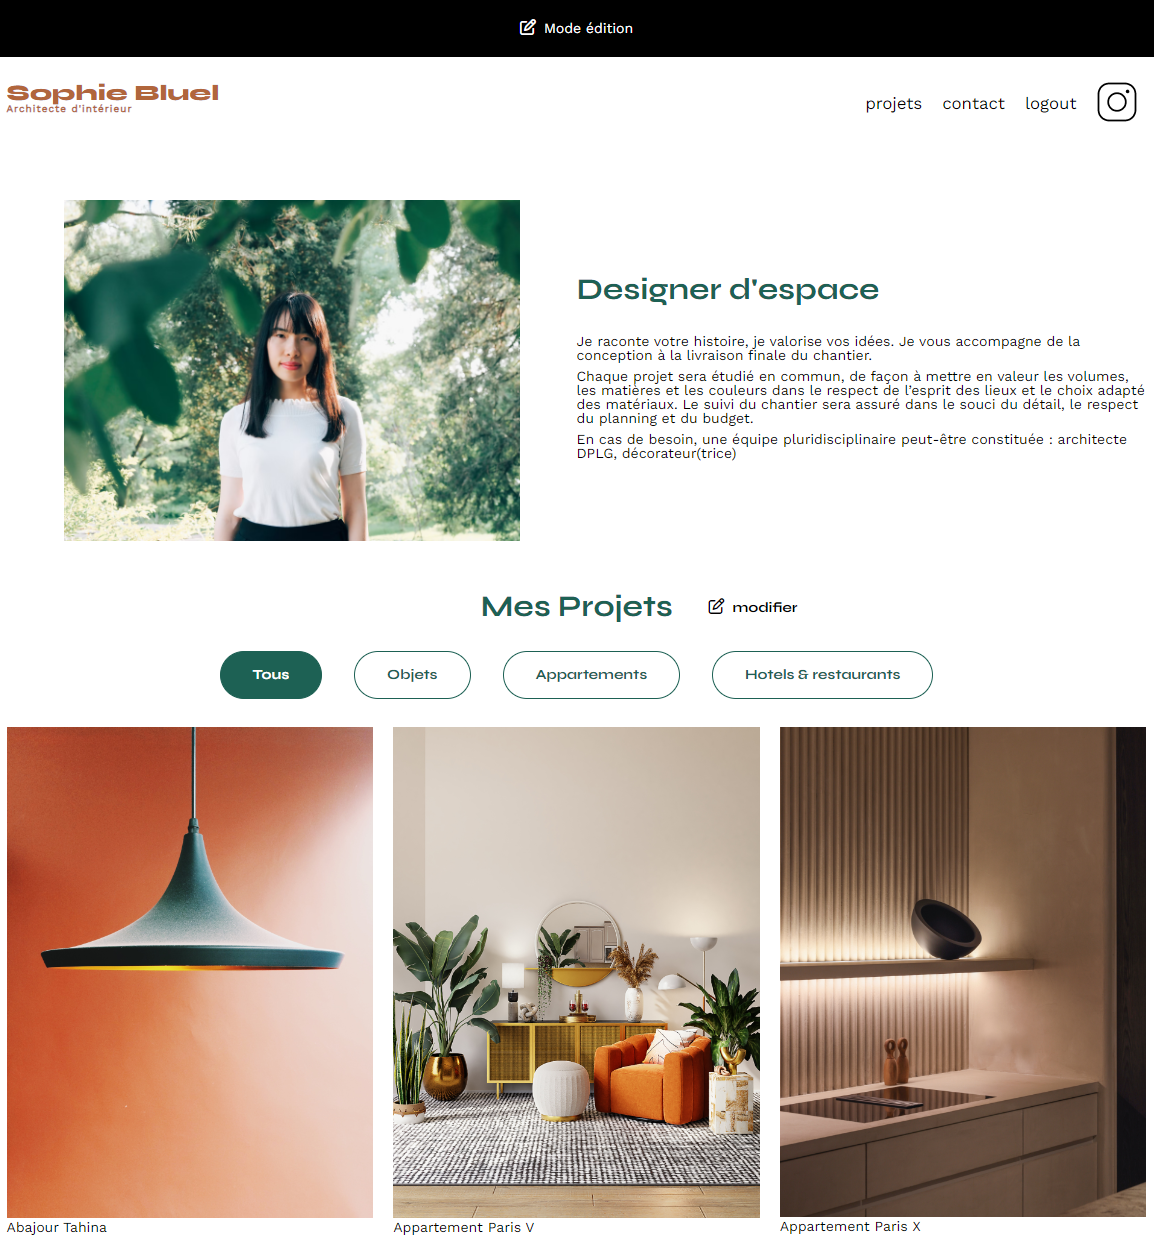 Mode édition
Sophie Bluel
Architecte d'intérieur
projets contact logout
Designer d'espace
Je raconte votre histoire, je valorise vos idées. Je vous accompagne de la
conception à la livraison finale du chantier.
Chaque projet sera étudié en commun, de façon à mettre en valeur les volumes,
les matières et les couleurs dans le respect de l’esprit des lieux et le choix adapté
des matériaux. Le suivi du chantier sera assuré dans le souci du détail, le respect
du planning et du budget.
En cas de besoin, une équipe pluridisciplinaire peut-être constituée : architecte
DPLG, décorateur(trice)
Mes Projets modifier
Tous Objets Appartements Hotels & restaurants
Abajour Tahina
Appartement Paris V
Appartement Paris X